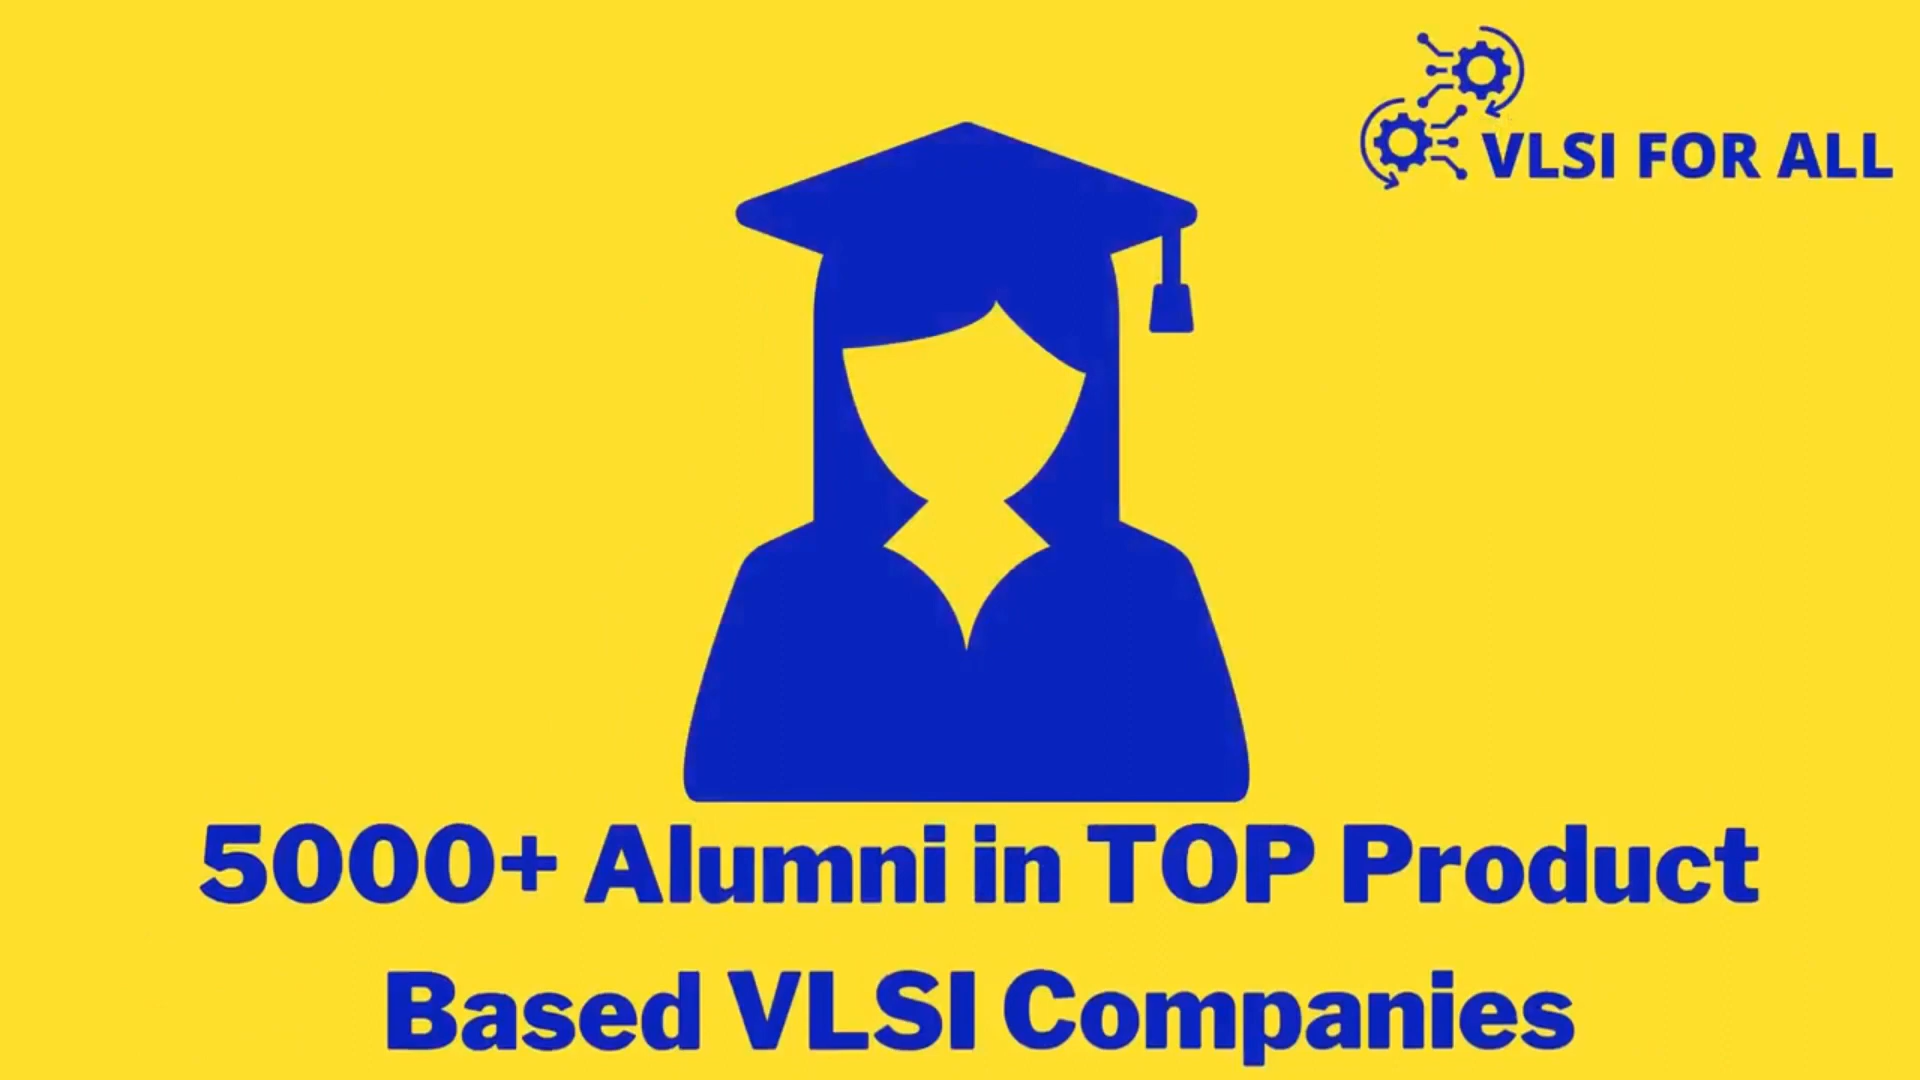 VLSI FOR ALL
5000+ Alumni in TOP Product
Based VLSI Companies